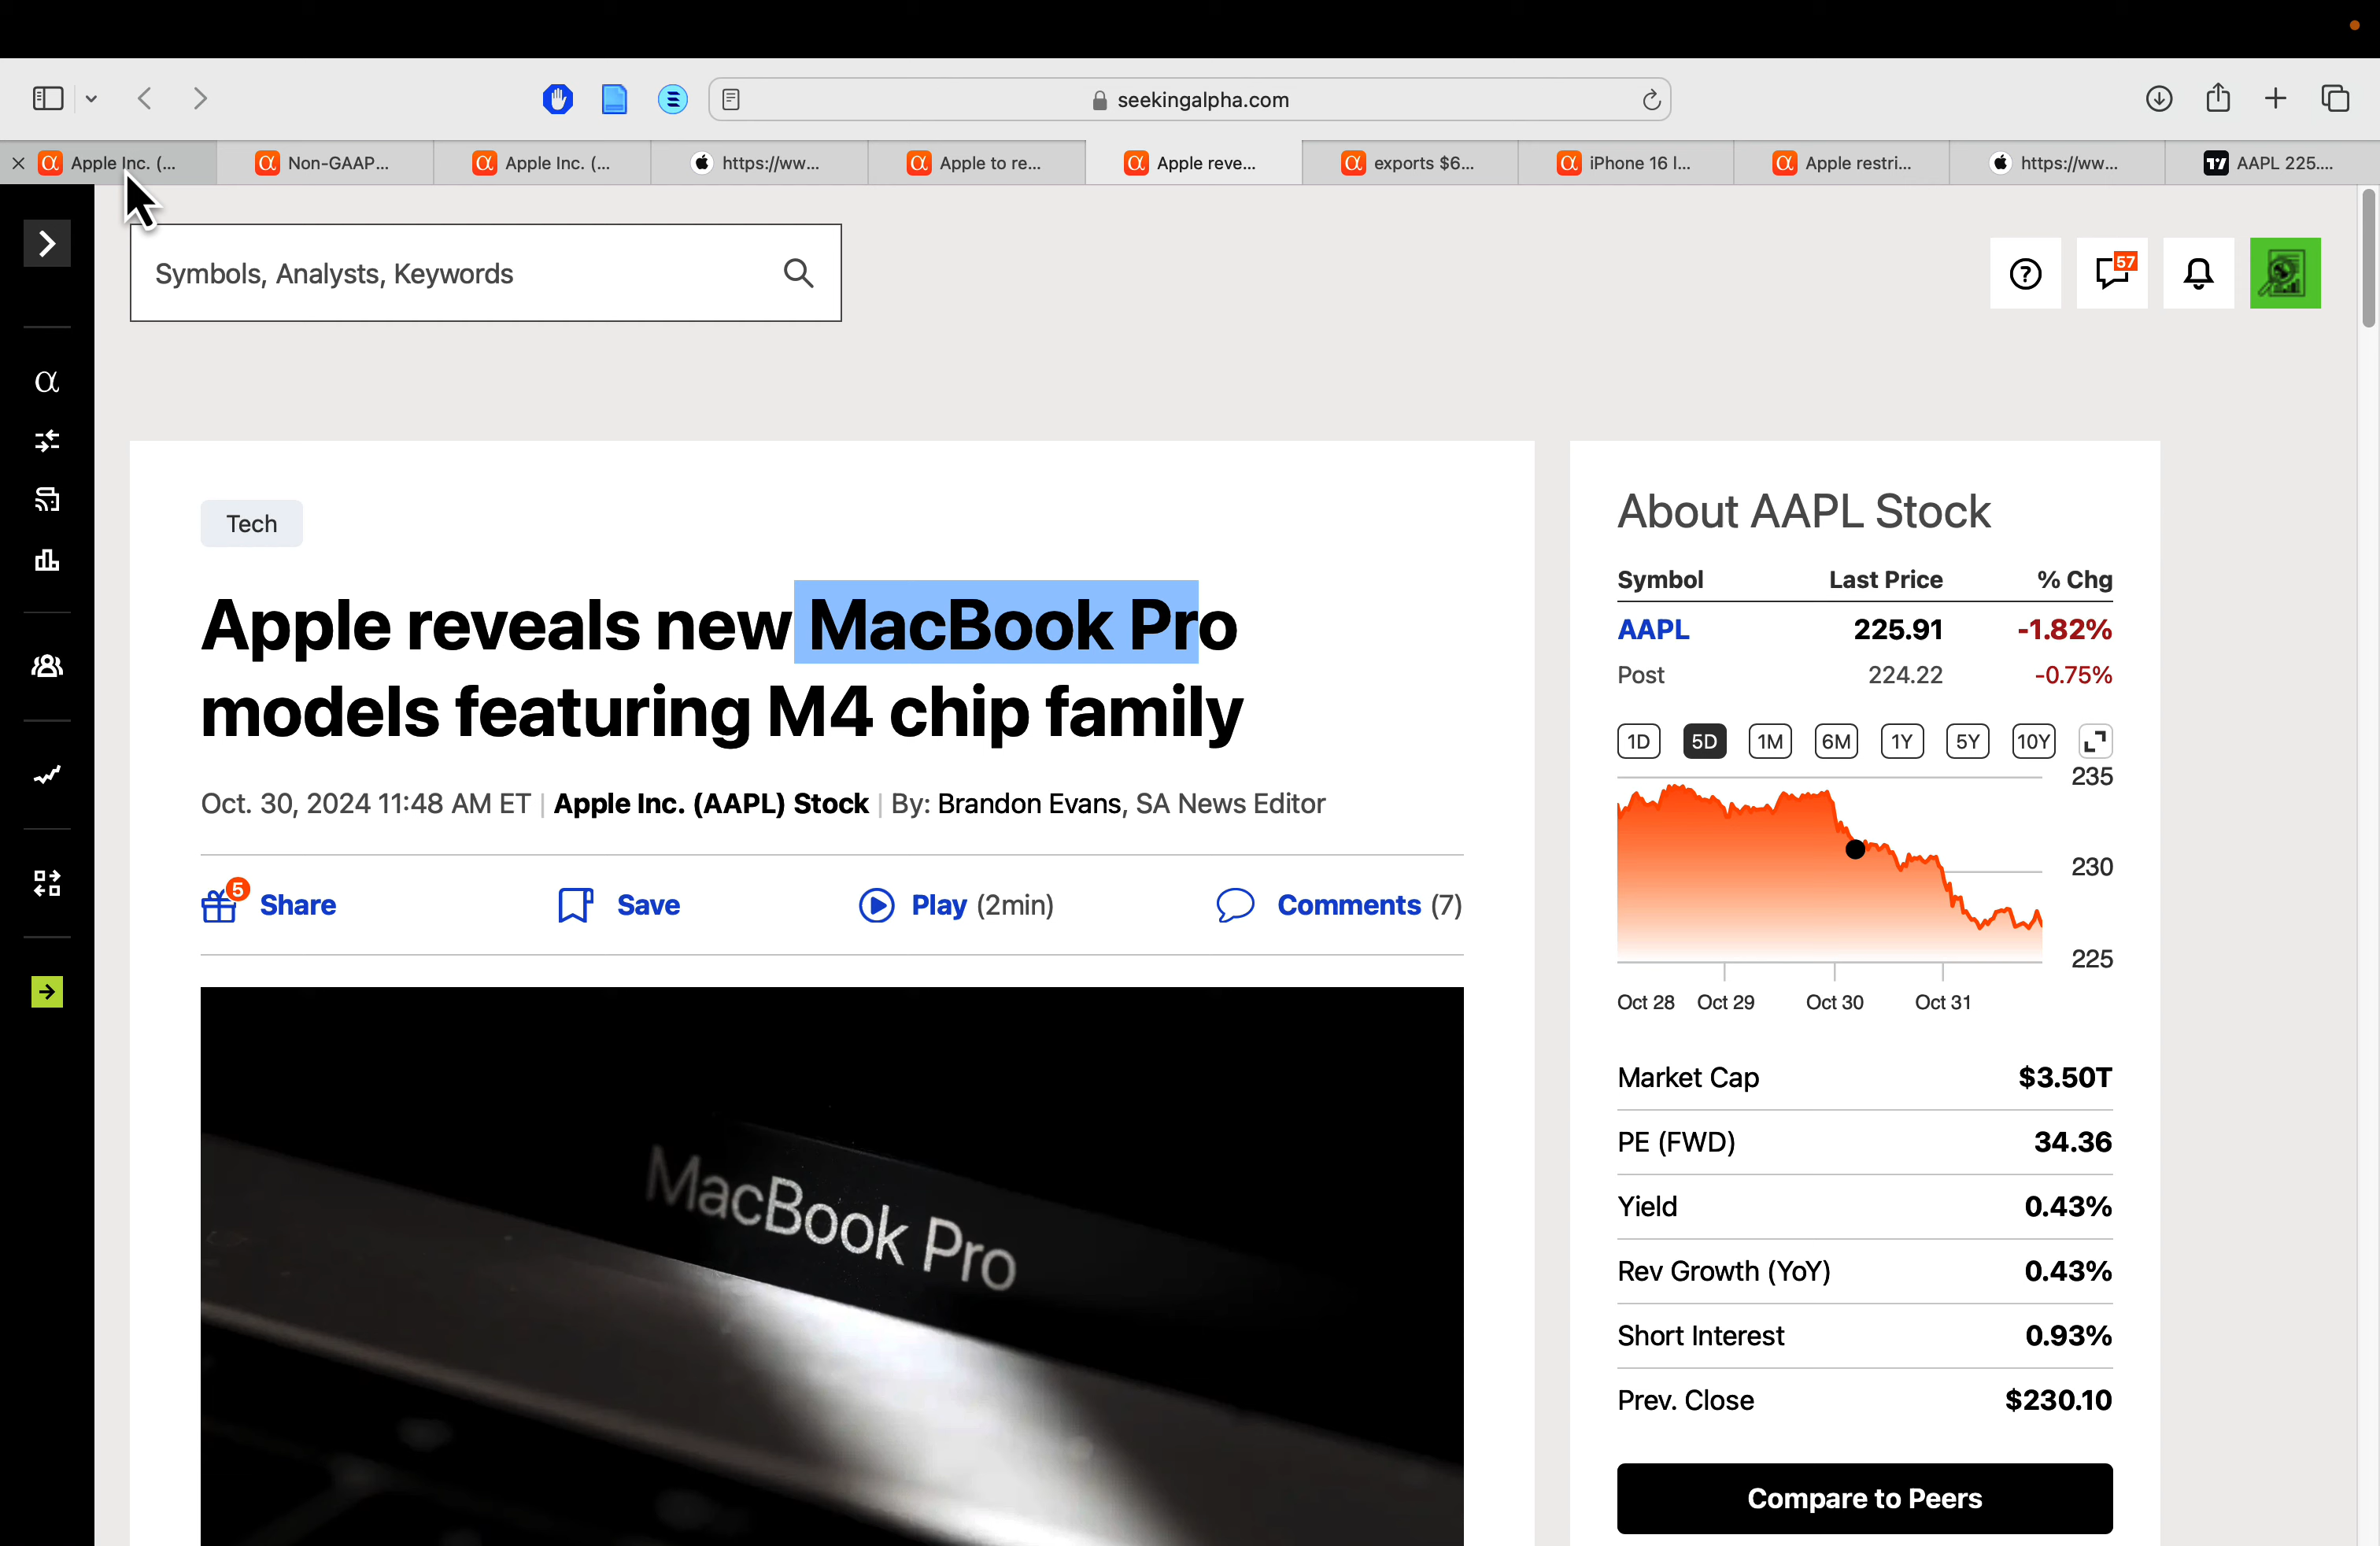 seekingalpha.com
Apple Inc. (...
Non-GAAP...
Apple Inc. (...
https://ww...
Apple to re...
Apple reve...
exports $6...
iPhone 16 l...
Apple restri...
https://ww...
AAPL 225....
Symbols, Analysts, Keywords
57
Tech
Apple reveals new MacBook Pro
models featuring M4 chip family
Oct. 30, 2024 11:48 AM ET | Apple Inc. (AAPL) Stock | By: Brandon Evans, SA News Editor
5 Share
Save
Play (2min)
Comments (7)
MacBook Pro
About AAPL Stock
Symbol Last Price % Chg
AAPL 225.91 -1.82%
Post 224.22 -0.75%
1D 5D 1M 6M 1Y 5Y 10Y
235
230
225
Oct 28 Oct 29 Oct 30 Oct 31
Market Cap $3.50T
PE (FWD) 34.36
Yield 0.43%
Rev Growth (YoY) 0.43%
Short Interest 0.93%
Prev. Close $230.10
Compare to Peers